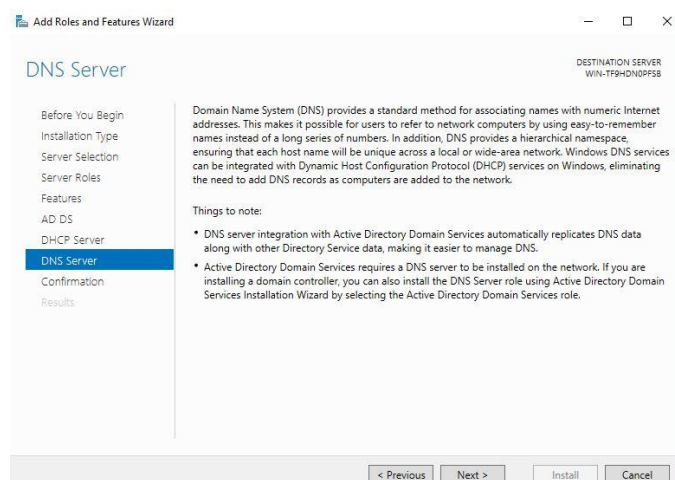 Add Roles and Features Wizard
DNS Server
DESTINATION SERVER
WIN-TF9HDN0PFSB
Before You Begin
Installation Type
Server Selection
Server Roles
Features
AD DS
DHCP Server
DNS Server
Confirmation
Results
Domain Name System (DNS) provides a standard method for associating names with numeric Internet
addresses. This makes it possible for users to refer to network computers by using easy-to-remember
names instead of a long series of numbers. In addition, DNS provides a hierarchical namespace,
ensuring that each host name will be unique across a local or wide-area network. Windows DNS services
can be integrated with Dynamic Host Configuration Protocol (DHCP) services on Windows, eliminating
the need to add DNS records as computers are added to the network.
Things to note:
• DNS server integration with Active Directory Domain Services automatically replicates DNS data
along with other Directory Service data, making it easier to manage DNS.
• Active Directory Domain Services requires a DNS server to be installed on the network. If you are
installing a domain controller, you can also install the DNS Server role using Active Directory Domain
Services Installation Wizard by selecting the Active Directory Domain Services role.
< Previous
Next >
Install
Cancel